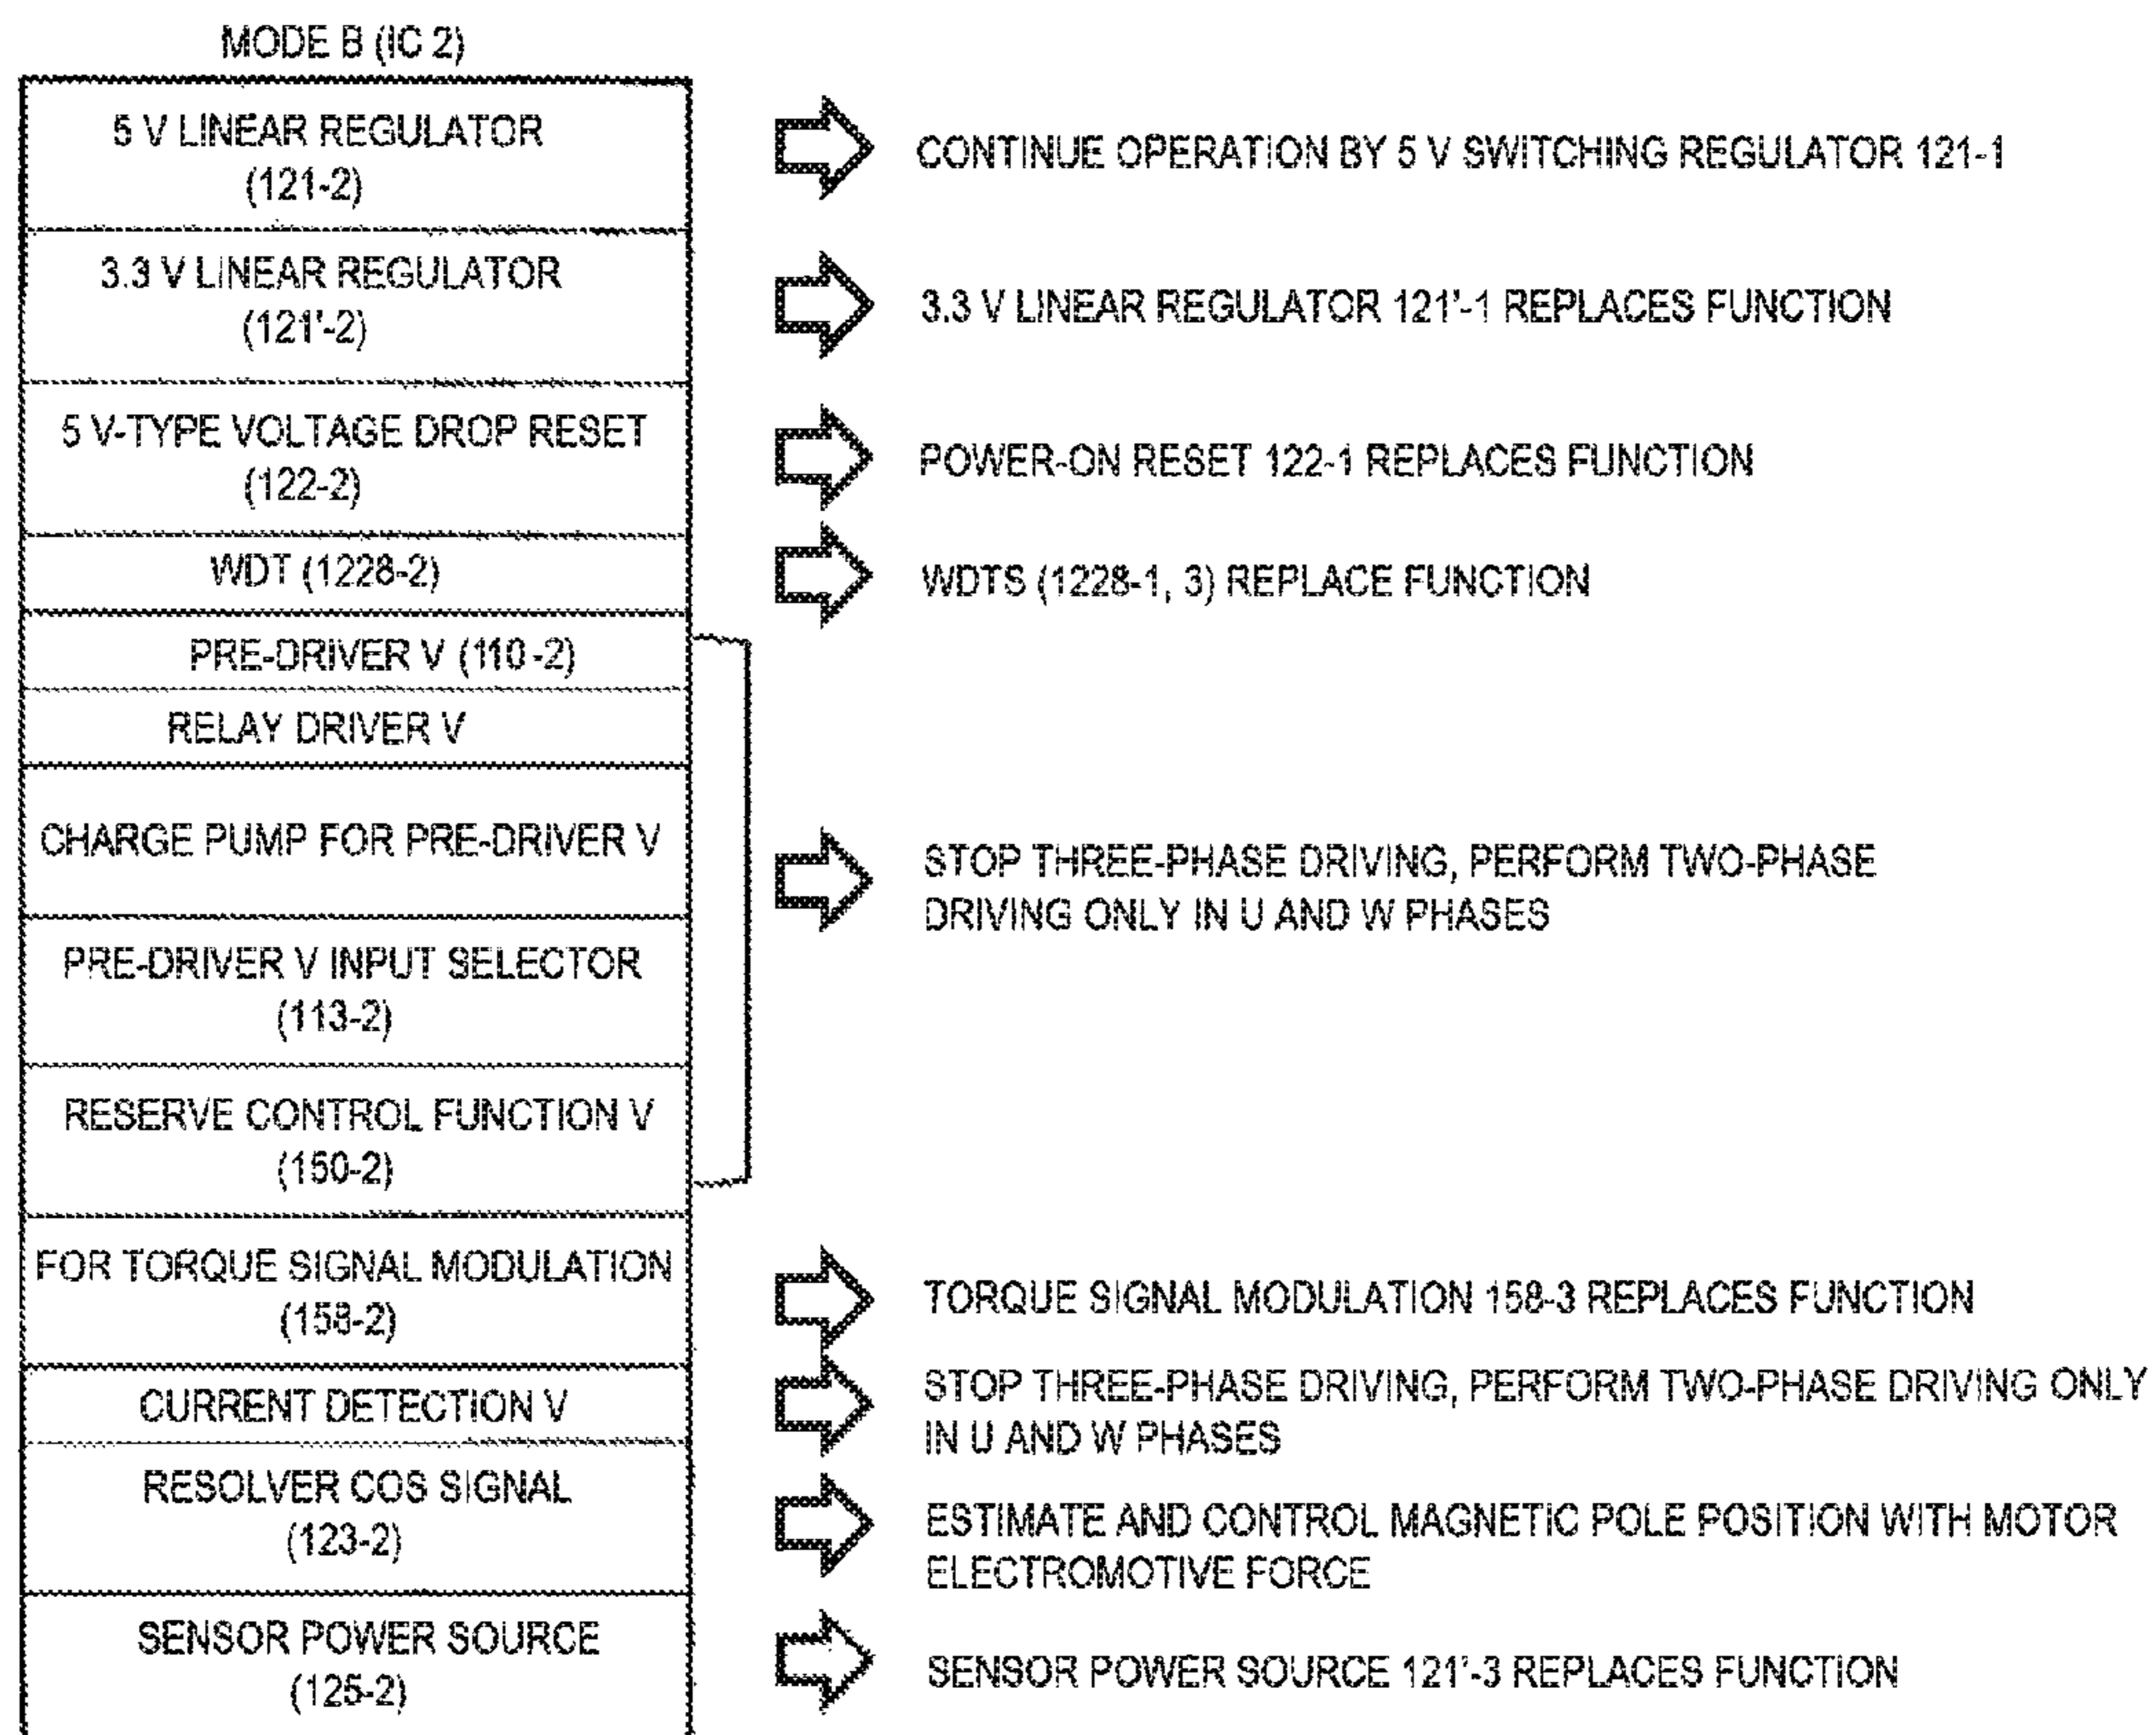 MODE B (IC 2)
5 V LINEAR REGULATOR
(121-2)
CONTINUE OPERATION BY 5 V SWITCHING REGULATOR 121-1
3.3 V LINEAR REGULATOR
(121'-2)
3.3 V LINEAR REGULATOR 121'-1 REPLACES FUNCTION
5 V-TYPE VOLTAGE DROP RESET
(122-2)
POWER-ON RESET 122-1 REPLACES FUNCTION
WDT (1228-2)
WDTS (1228-1, 3) REPLACE FUNCTION
PRE-DRIVER V (110-2)
RELAY DRIVER V
CHARGE PUMP FOR PRE-DRIVER V
PRE-DRIVER V INPUT SELECTOR
(113-2)
RESERVE CONTROL FUNCTION V
(150-2)
STOP THREE-PHASE DRIVING, PERFORM TWO-PHASE
DRIVING ONLY IN U AND W PHASES
FOR TORQUE SIGNAL MODULATION
(158-2)
TORQUE SIGNAL MODULATION 158-3 REPLACES FUNCTION
CURRENT DETECTION V
STOP THREE-PHASE DRIVING, PERFORM TWO-PHASE DRIVING ONLY
IN U AND W PHASES
RESOLVER COS SIGNAL
(123-2)
ESTIMATE AND CONTROL MAGNETIC POLE POSITION WITH MOTOR
ELECTROMOTIVE FORCE
SENSOR POWER SOURCE
(125-2)
SENSOR POWER SOURCE 121'-3 REPLACES FUNCTION